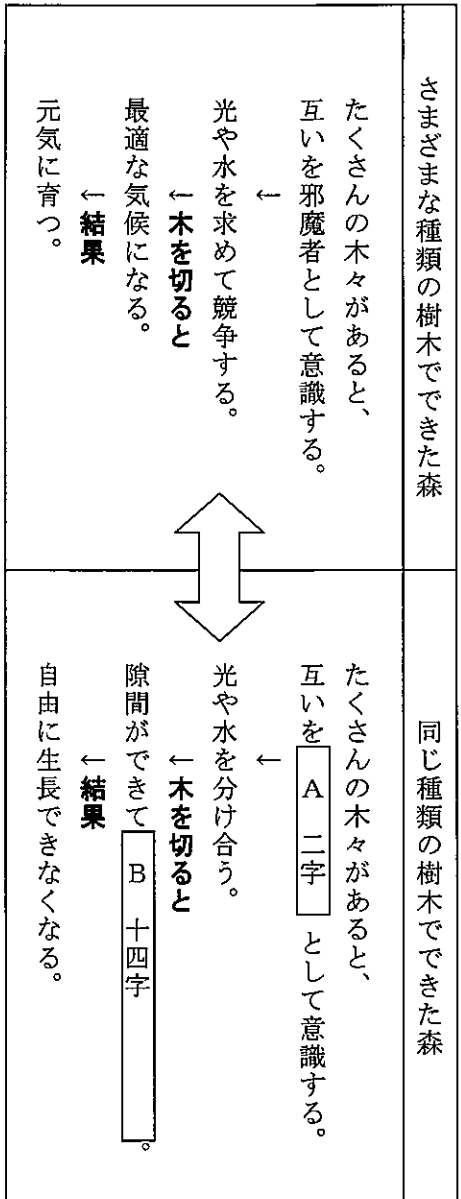 さまざまな種類の樹木でできた森
たくさんの木々があると、
互いを邪魔者として意識する。
↓
光や水を求めて競争する。
↓木を切ると
最適な気候になる。
↓結果
元気に育つ。
同じ種類の樹木でできた森
たくさんの木々があると、
互いを A 二字 として意識する。
↓
光や水を分け合う。
↓木を切ると
隙間ができて B 十四字 。
↓結果
自由に生長できなくなる。